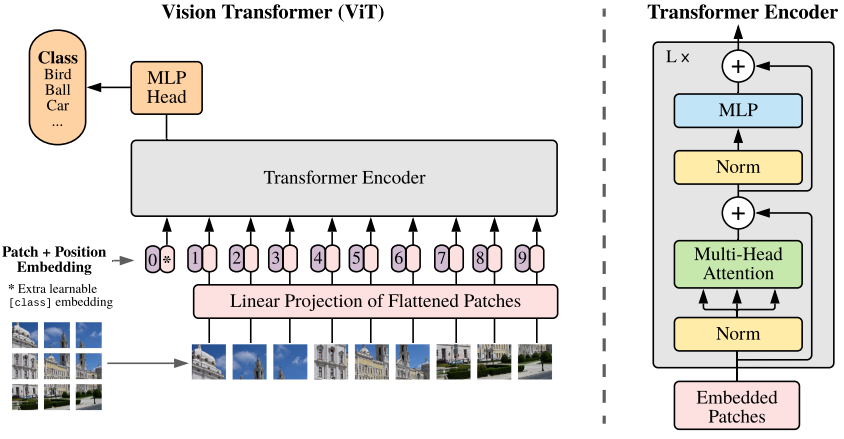 Vision Transformer (ViT)
Class
Bird
Ball
Car
...
MLP
Head
Transformer Encoder
Patch + Position
Embedding
0 * 1 2 3 4 5 6 7 8 9
* Extra learnable
[class] embedding
Linear Projection of Flattened Patches
Transformer Encoder
L x
+
MLP
Norm
+
Multi-Head
Attention
Norm
Embedded
Patches